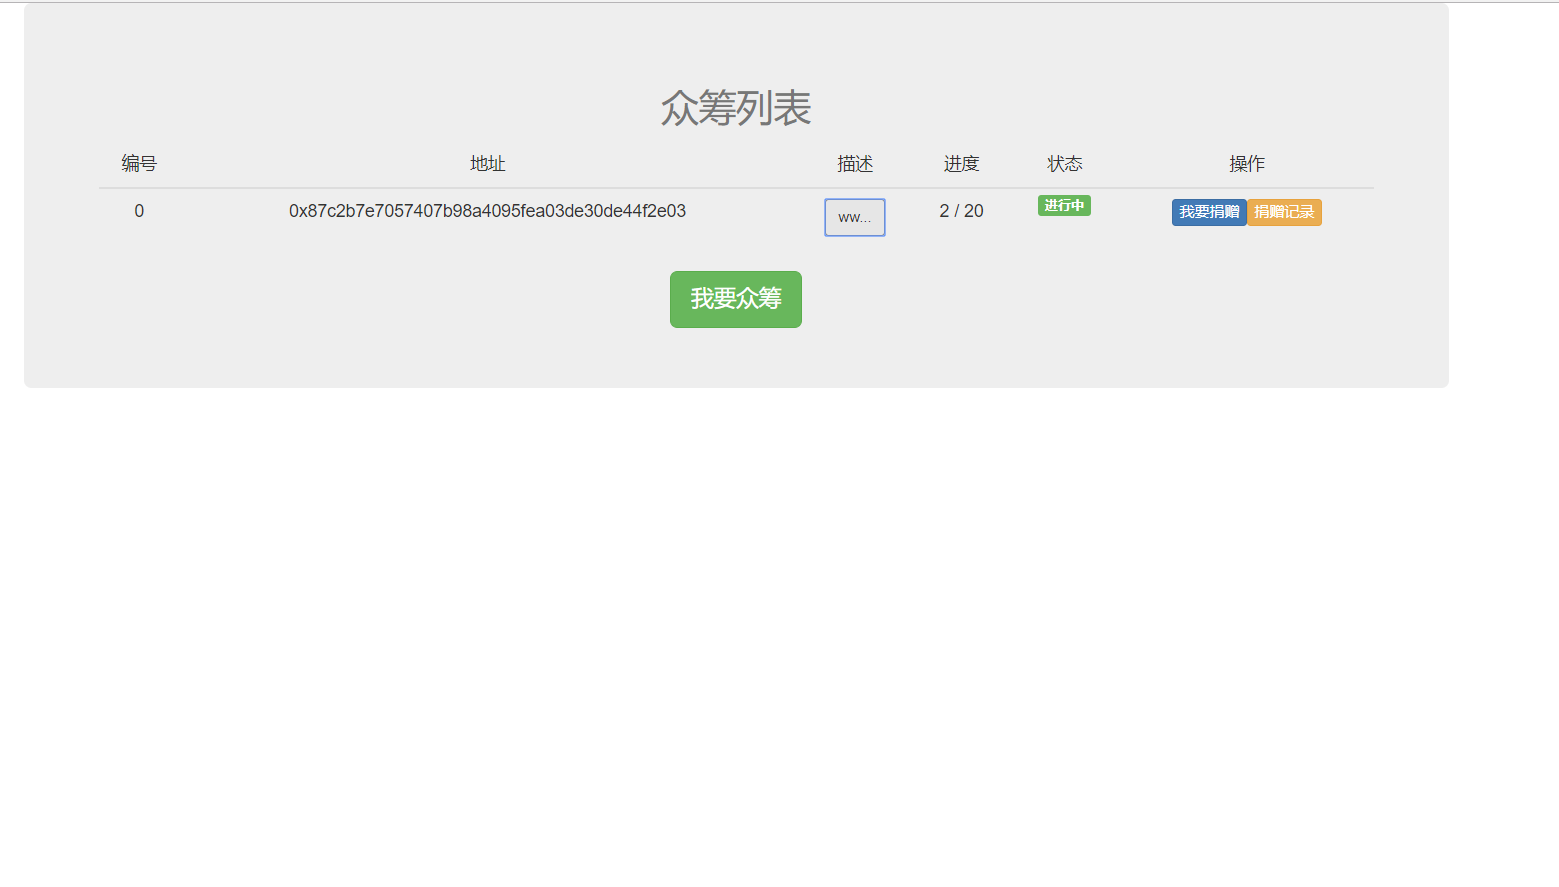 众筹列表
编号 地址 描述 进度 状态 操作
0 0x87c2b7e7057407b98a4095fea03de30de44f2e03 ww... 2 / 20 进行中 我要捐赠 捐赠记录
我要众筹